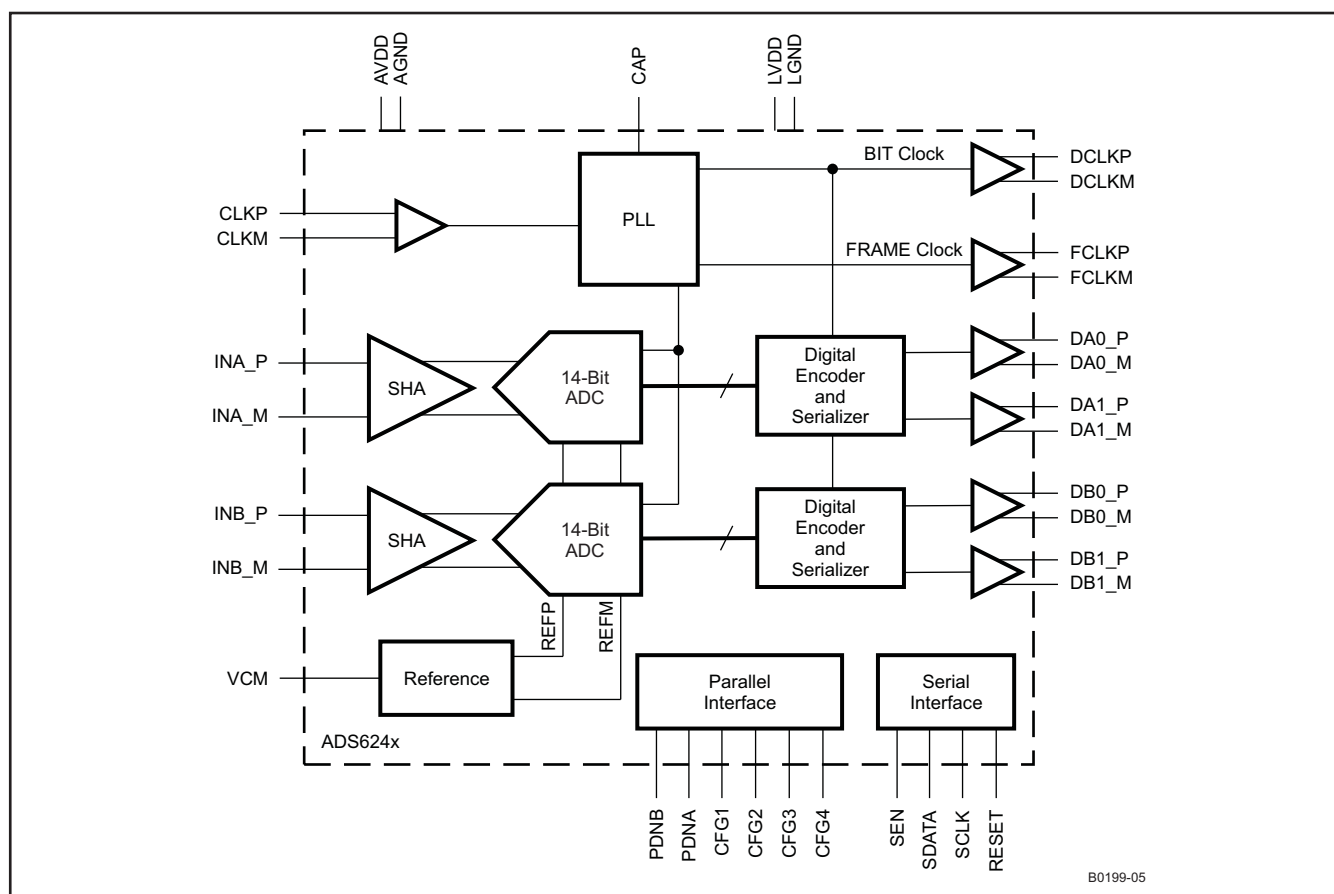 AVDD
AGND
CAP
LVDD
LGND
BIT Clock
DCLKP
DCLKM
CLKP
CLKM
PLL
FRAME Clock
FCLKP
FCLKM
INA_P
INA_M
SHA
14-Bit
ADC
Digital
Encoder
and
Serializer
DA0_P
DA0_M
DA1_P
DA1_M
INB_P
INB_M
SHA
14-Bit
ADC
Digital
Encoder
and
Serializer
DB0_P
DB0_M
DB1_P
DB1_M
REFP
REFM
VCM
Reference
Parallel
Interface
Serial
Interface
ADS624x
PDNB
PDNA
CFG1
CFG2
CFG3
CFG4
SEN
SDATA
SCLK
RESET
B0199-05